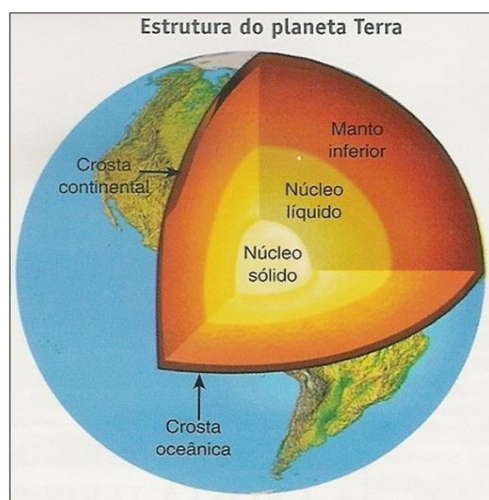 Estrutura do planeta Terra
Crosta
continental
Manto
inferior
Núcleo
líquido
Núcleo
sólido
Crosta
oceânica